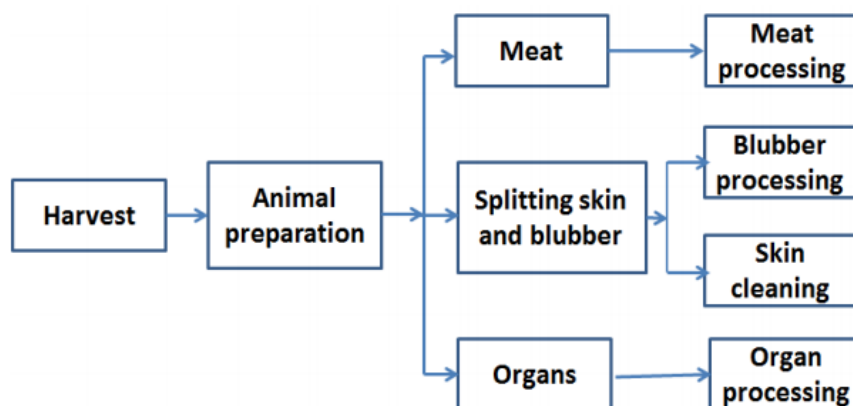 Harvest
Animal
preparation
Meat
Meat
processing
Splitting skin
and blubber
Blubber
processing
Skin
cleaning
Organs
Organ
processing